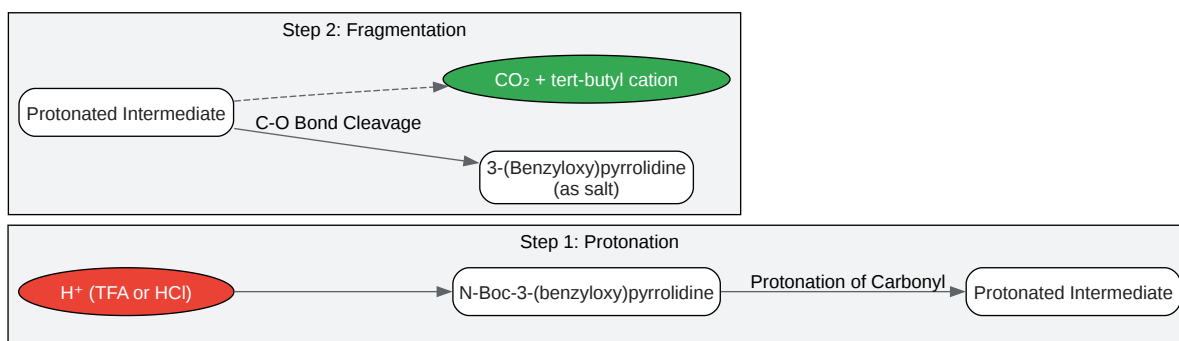 Step 2: Fragmentation
CO₂ + tert-butyl cation
Protonated Intermediate
C-O Bond Cleavage
3-(Benzyloxy)pyrrolidine
(as salt)
Step 1: Protonation
H⁺ (TFA or HCl)
N-Boc-3-(benzyloxy)pyrrolidine
Protonation of Carbonyl
Protonated Intermediate